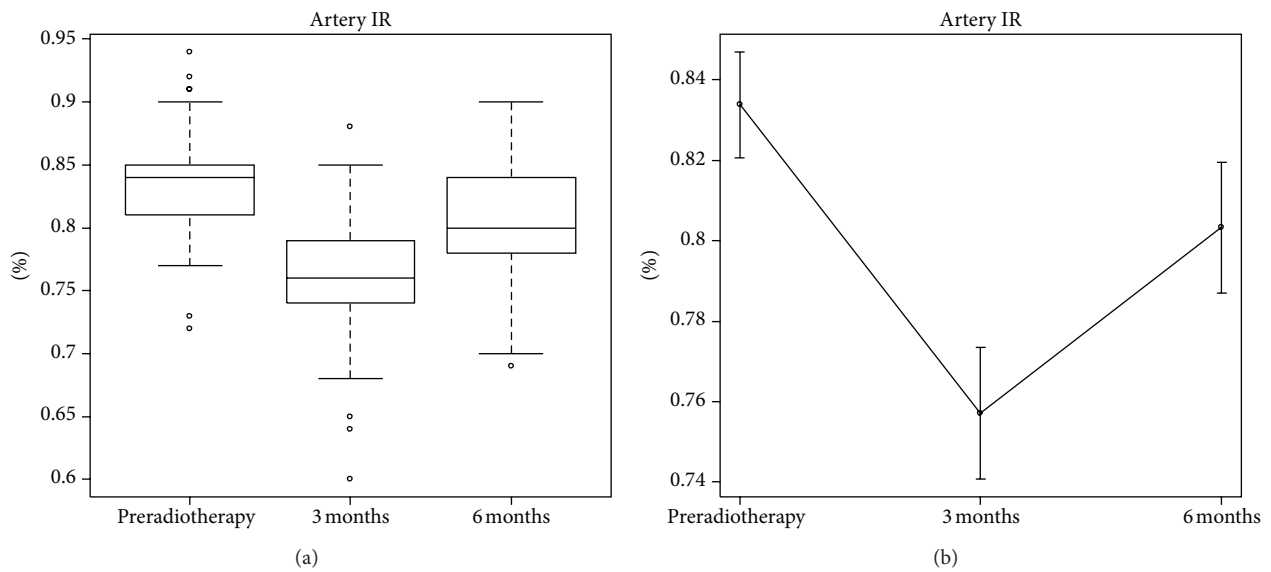 Artery IR
0.95
0.9
0.85
0.8
0.75
0.7
0.65
0.6
(%)
Preradiotherapy 3 months 6 months
(a)
Artery IR
0.84
0.82
0.8
0.78
0.76
0.74
(%)
Preradiotherapy 3 months 6 months
(b)